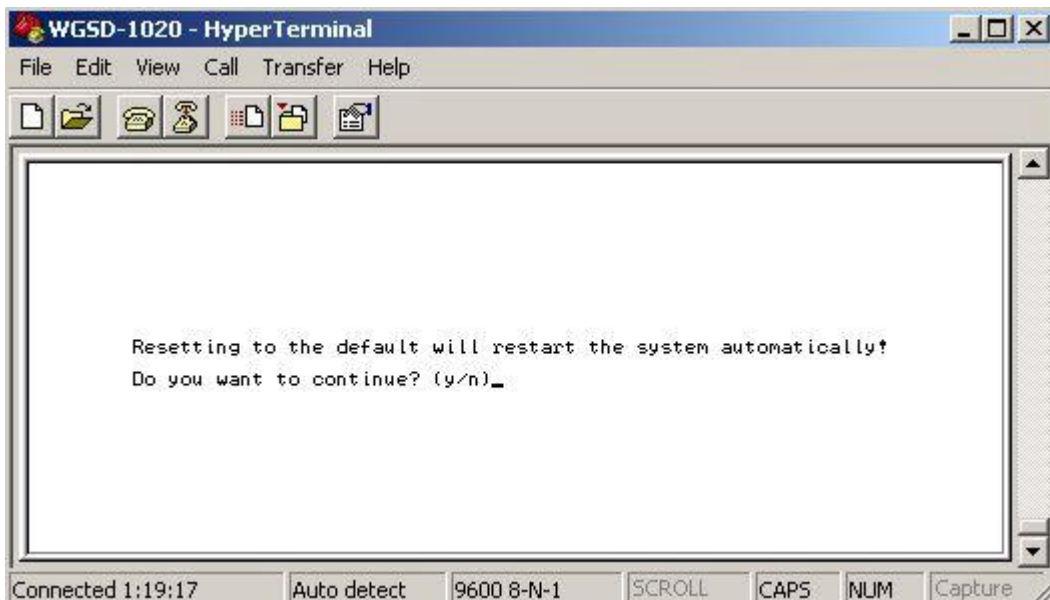 WGSD-1020 - HyperTerminal
File Edit View Call Transfer Help
Resetting to the default will restart the system automatically!
Do you want to continue? (y/n)_
Connected 1:19:17 Auto detect 9600 8-N-1 SCROLL CAPS NUM Capture